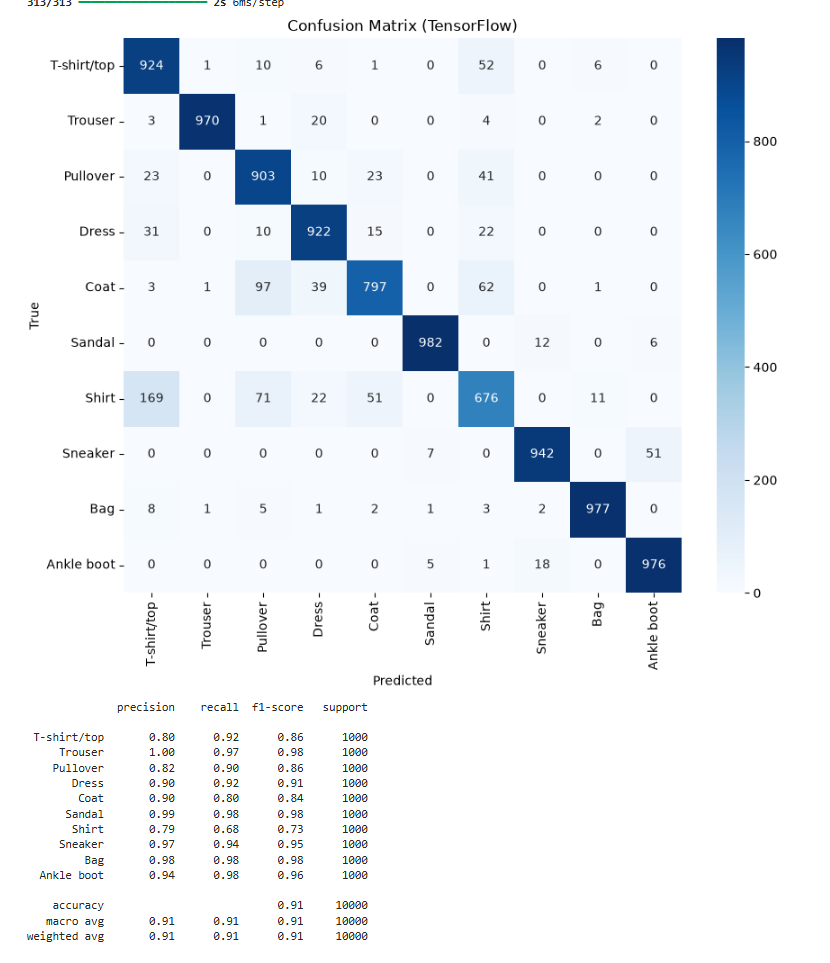 313/313 ━━━━━━━━━━━━━━━━━━━━ 2s 6ms/step
Confusion Matrix (TensorFlow)
T-shirt/top 924 1 10 6 1 0 52 0 6 0
Trouser 3 970 1 20 0 0 4 0 2 0
800
Pullover 23 0 903 10 23 0 41 0 0 0
Dress 31 0 10 922 15 0 22 0 0 0
600
Coat 3 1 97 39 797 0 62 0 1 0
True
Sandal 0 0 0 0 0 982 0 12 0 6
400
Shirt 169 0 71 22 51 0 676 0 11 0
Sneaker 0 0 0 0 0 7 0 942 0 51
200
Bag 8 1 5 1 2 1 3 2 977 0
Ankle boot 0 0 0 0 0 5 1 18 0 976
0
T-shirt/top Trouser Pullover Dress Coat Sandal Shirt Sneaker Bag Ankle boot
Predicted
precision recall f1-score support
T-shirt/top 0.80 0.92 0.86 1000
Trouser 1.00 0.97 0.98 1000
Pullover 0.82 0.90 0.86 1000
Dress 0.90 0.92 0.91 1000
Coat 0.90 0.80 0.84 1000
Sandal 0.99 0.98 0.98 1000
Shirt 0.79 0.68 0.73 1000
Sneaker 0.97 0.94 0.95 1000
Bag 0.98 0.98 0.98 1000
Ankle boot 0.94 0.98 0.96 1000
accuracy 0.91 10000
macro avg 0.91 0.91 0.91 10000
weighted avg 0.91 0.91 0.91 10000